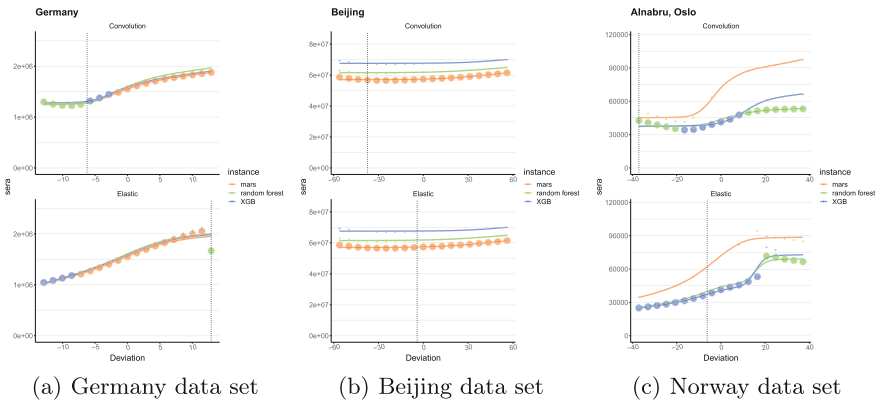 Germany
Convolution
2e+06
1e+06
0e+00
−10
−5
0
5
10
sera
Elastic
2e+06
1e+06
0e+00
−10
−5
0
5
10
Deviation
instance
mars
random forest
XGB
Beijing
Convolution
8e+07
6e+07
4e+07
2e+07
0e+00
−60
−30
0
30
60
sera
Elastic
8e+07
6e+07
4e+07
2e+07
0e+00
−60
−30
0
30
60
Deviation
instance
mars
random forest
XGB
Alnabru, Oslo
Convolution
120000
90000
60000
30000
0
−40
−20
0
20
40
sera
Elastic
120000
90000
60000
30000
0
−40
−20
0
20
40
Deviation
instance
mars
random forest
XGB
(a) Germany data set
(b) Beijing data set
(c) Norway data set